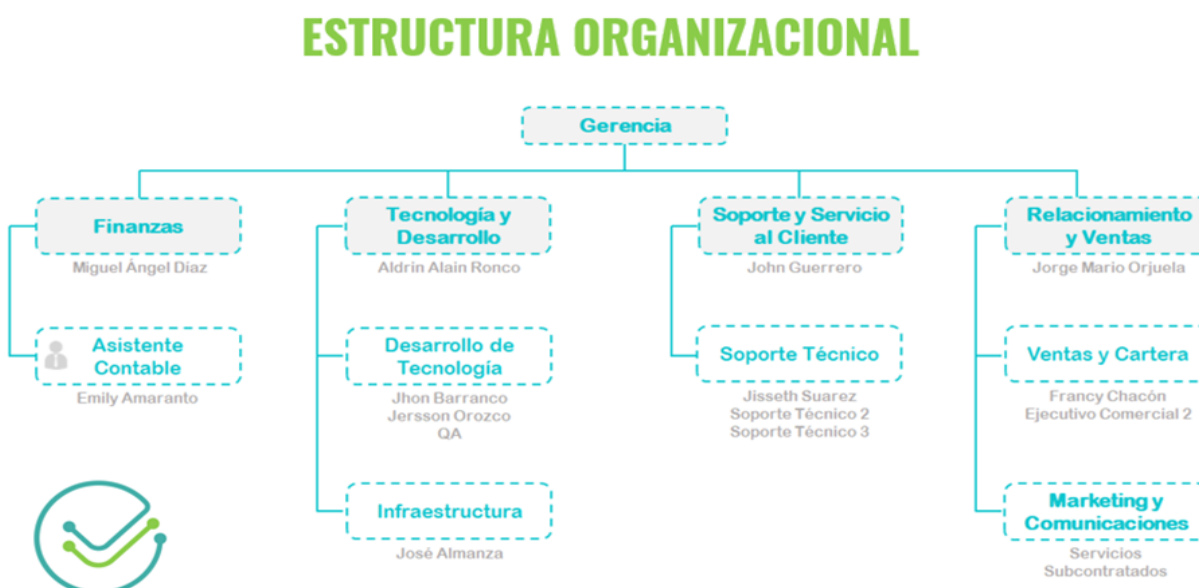 ESTRUCTURA ORGANIZACIONAL
Gerencia
Finanzas
Miguel Ángel Díaz
Asistente
Contable
Emily Amaranto
Tecnología y
Desarrollo
Aldrín Alain Ronco
Desarrollo de
Tecnología
Jhon Barranco
Jersson Orozco
QA
Infraestructura
José Almanza
Soporte y Servicio
al Cliente
John Guerrero
Soporte Técnico
Jisseth Suarez
Soporte Técnico 2
Soporte Técnico 3
Relacionamiento
y Ventas
Jorge Mario Orjuela
Ventas y Cartera
Francy Chacón
Ejecutivo Comercial 2
Marketing y
Comunicaciones
Servicios
Subcontratados